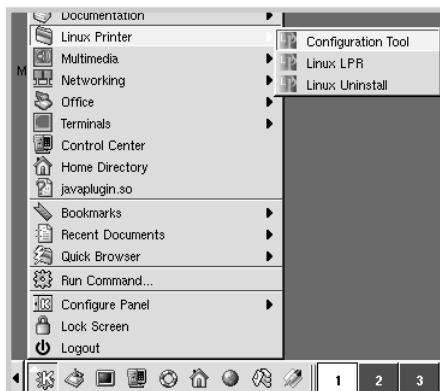 Documentation
Linux Printer
Configuration Tool
Linux LPR
Linux Uninstall
Multimedia
M
Networking
Office
Terminals
Control Center
Home Directory
javaplugin.so
Bookmarks
Recent Documents
Quick Browser
Run Command...
Configure Panel
Lock Screen
Logout
1 2 3